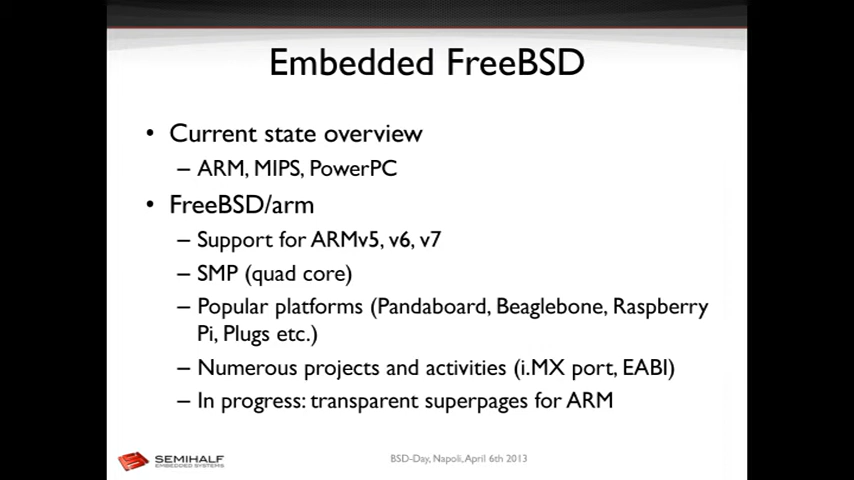 Embedded FreeBSD
• Current state overview
– ARM, MIPS, PowerPC
• FreeBSD/arm
– Support for ARMv5, v6, v7
– SMP (quad core)
– Popular platforms (Pandaboard, Beaglebone, Raspberry
Pi, Plugs etc.)
– Numerous projects and activities (i.MX port, EABI)
– In progress: transparent superpages for ARM
SEMIHALF
EMBEDDED SYSTEMS
BSD-Day, Napoli, April 6th 2013